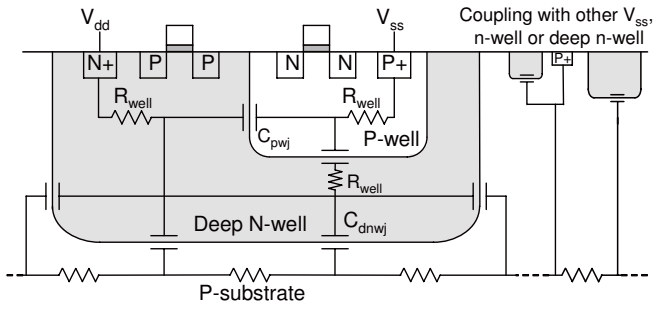 Vdd
Vss
Coupling with other Vss,
n-well or deep n-well
N+ P P N N P+ P+
Rwell
Rwell
Cpwj
P-well
Rwell
Deep N-well
Cdnwj
P-substrate